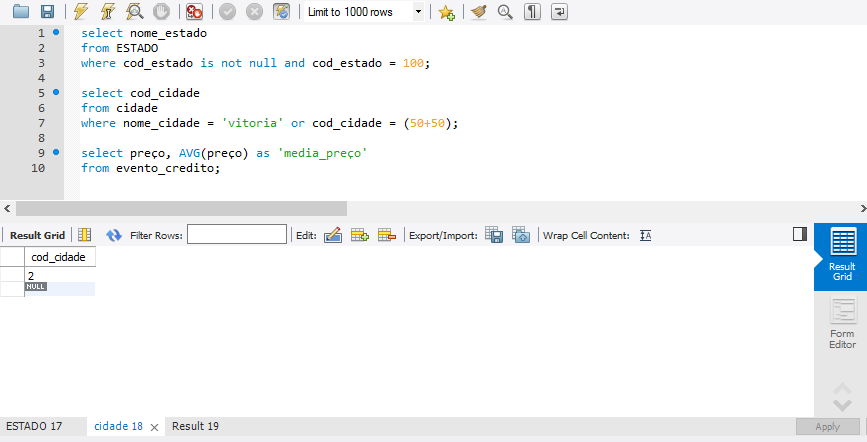 Limit to 1000 rows
1 select nome_estado
2 from ESTADO
3 where cod_estado is not null and cod_estado = 100;
4
5 select cod_cidade
6 from cidade
7 where nome_cidade = 'vitoria' or cod_cidade = (50+50);
8
9 select preço, AVG(preço) as 'media_preço'
10 from evento_credito;
Result Grid Filter Rows: Edit: Export/Import: Wrap Cell Content: IA
cod_cidade
2
NULL
Result
Grid
Form
Editor
ESTADO 17 cidade 18 × Result 19 Apply